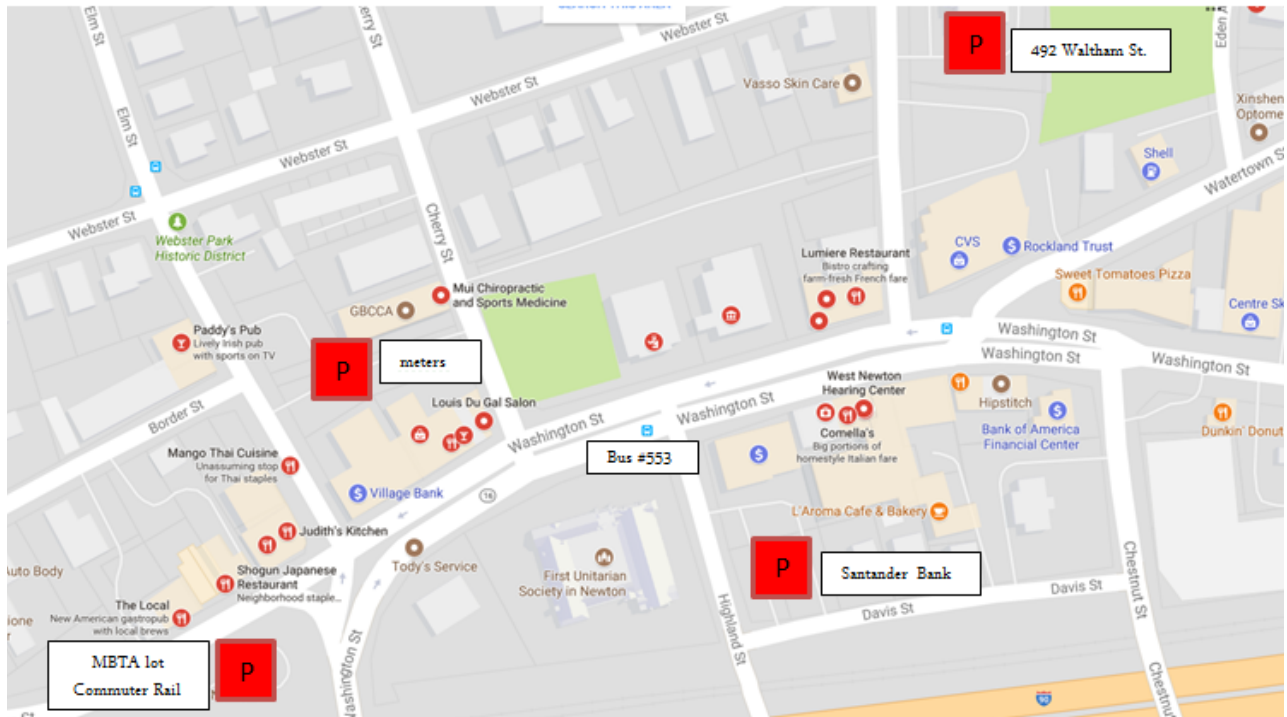 Elm St
Cherry St
Webster St
P
492 Waltham St.
Eden A
Vasso Skin Care
Webster St
Xinshen
Optome
Elm St
Shell
Watertown St
Webster St
Webster St
Cherry St
Webster Park
Historic District
Lumiere Restaurant
Bistro crafting
farm-fresh French fare
CVS
Rockland Trust
Sweet Tomatoes Pizza
Mui Chiropractic
and Sports Medicine
GBCCA
Centre Sk
Paddy's Pub
Lively Irish pub
with sports on TV
P
meters
Washington St
Washington St
Washington St
West Newton
Hearing Center
Hipstitch
Louis Du Gal Salon
Border St
Washington St
Washington St
Comella's
Big portions of
homestyle Italian fare
Bank of America
Financial Center
Dunkin' Donut
Mango Thai Cuisine
Unassuming stop
for Thai staples
Bus #553
Village Bank
16
L'Aroma Cafe & Bakery
Judith's Kitchen
Tody's Service
First Unitarian
Society in Newton
P
Santander Bank
Chestnut St
Auto Body
Shogun Japanese
Restaurant
Neighborhood staple...
Davis St
Davis St
The Local
New American gastropub
with local brews
Highland St
MBTA lot
Commuter Rail
P
Washington St
Washington
90
Chestnut
St